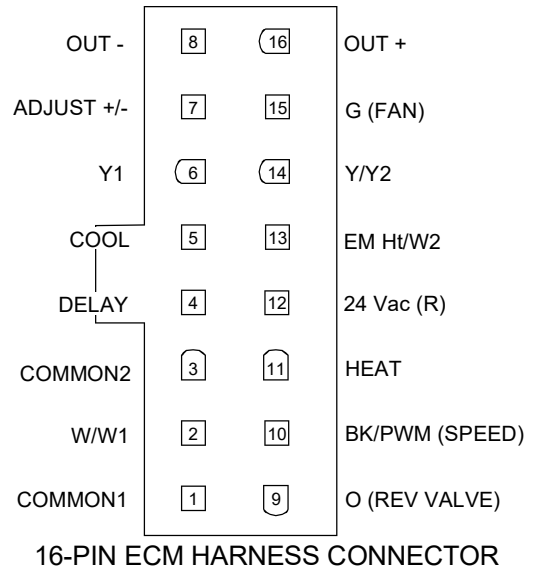 OUT - 8 16 OUT +
ADJUST +/- 7 15 G (FAN)
Y1 6 14 Y/Y2
COOL 5 13 EM Ht/W2
DELAY 4 12 24 Vac (R)
COMMON2 3 11 HEAT
W/W1 2 10 BK/PWM (SPEED)
COMMON1 1 9 O (REV VALVE)
16-PIN ECM HARNESS CONNECTOR